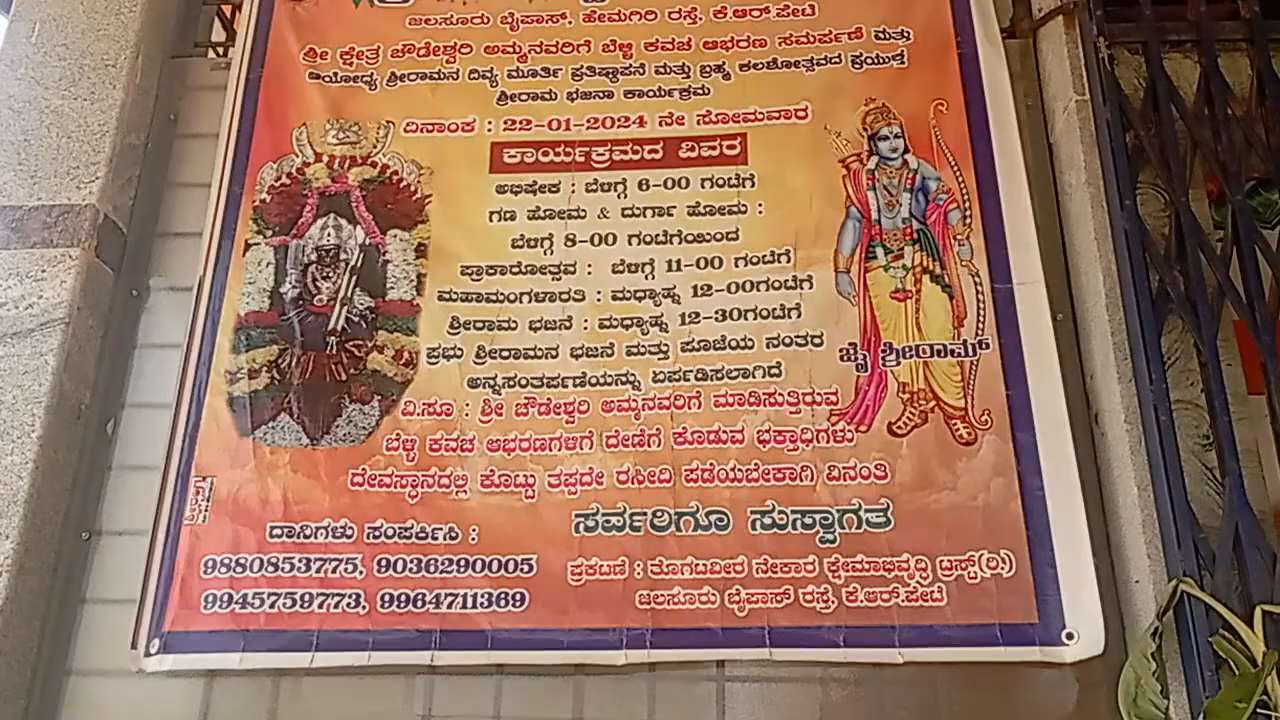 ಜಲಸೂರು ಬೈಪಾಸ್, ಹೇಮಗಿರಿ ರಸ್ತೆ, ಕೆ.ಆರ್.ಪೇಟೆ
ಶ್ರೀ ಕ್ಷೇತ್ರ ಚೌಡೇಶ್ವರಿ ಅಮ್ಮನವರಿಗೆ ಬೆಳ್ಳಿ ಕವಚ ಆಭರಣ ಸಮರ್ಪಣೆ ಮತ್ತು
ಅಯೋಧ್ಯ ಶ್ರೀರಾಮನ ದಿವ್ಯ ಮೂರ್ತಿ ಪ್ರತಿಷ್ಠಾಪನೆ ಮತ್ತು ಬ್ರಹ್ಮ ಕಲಶೋತ್ಸವದ ಪ್ರಯುಕ್ತ
ಶ್ರೀರಾಮ ಭಜನಾ ಕಾರ್ಯಕ್ರಮ
ದಿನಾಂಕ : 22-01-2024 ನೇ ಸೋಮವಾರ
ಕಾರ್ಯಕ್ರಮದ ವಿವರ
ಅಭಿಷೇಕ : ಬೆಳಿಗ್ಗೆ 6-00 ಗಂಟೆಗೆ
ಗಣ ಹೋಮ & ದುರ್ಗಾ ಹೋಮ :
ಬೆಳಿಗ್ಗೆ 8-00 ಗಂಟೆಗೆಯಿಂದ
ಪ್ರಾಕಾರೋತ್ಸವ : ಬೆಳಿಗ್ಗೆ 11-00 ಗಂಟೆಗೆ
ಮಹಾಮಂಗಳಾರತಿ : ಮಧ್ಯಾಹ್ನ 12-00ಗಂಟೆಗೆ
ಶ್ರೀರಾಮ ಭಜನೆ : ಮಧ್ಯಾಹ್ನ 12-30ಗಂಟೆಗೆ
ಪ್ರಭು ಶ್ರೀರಾಮನ ಭಜನೆ ಮತ್ತು ಪೂಜೆಯ ನಂತರ
ಅನ್ನಸಂತರ್ಪಣೆಯನ್ನು ಏರ್ಪಡಿಸಲಾಗಿದೆ
ಜೈ ಶ್ರೀರಾಮ್
ವಿ.ಸೂ : ಶ್ರೀ ಚೌಡೇಶ್ವರಿ ಅಮ್ಮನವರಿಗೆ ಮಾಡಿಸುತ್ತಿರುವ
ಬೆಳ್ಳಿ ಕವಚ ಆಭರಣಗಳಿಗೆ ದೇಣಿಗೆ ಕೊಡುವ ಭಕ್ತಾಧಿಗಳು
ದೇವಸ್ಥಾನದಲ್ಲಿ ಕೊಟ್ಟು ತಪ್ಪದೇ ರಸೀದಿ ಪಡೆಯಬೇಕಾಗಿ ವಿನಂತಿ
ಸರ್ವರಿಗೂ ಸುಸ್ವಾಗತ
ದಾನಿಗಳು ಸಂಪರ್ಕಿಸಿ :
9880853775, 9036290005
9945759773, 9964711369
ಪ್ರಕಟಣೆ : ತೊಗಟವೀರ ನೇಕಾರ ಕ್ಷೇಮಾಭಿವೃದ್ಧಿ ಟ್ರಸ್ಟ್(ರಿ.)
ಜಲಸೂರು ಬೈಪಾಸ್ ರಸ್ತೆ, ಕೆ.ಆರ್.ಪೇಟೆ